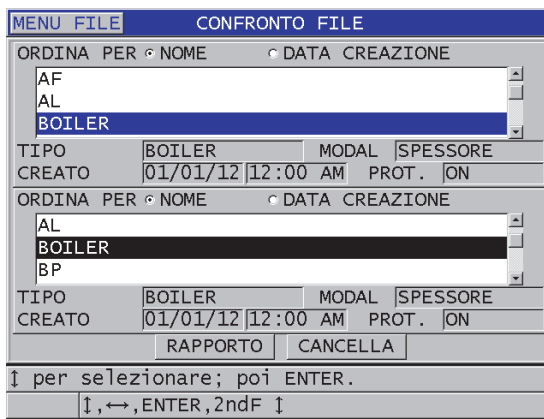 MENU FILE CONFRONTO FILE
ORDINA PER NOME DATA CREAZIONE
AF
AL
BOILER
TIPO BOILER MODAL SPESSORE
CREATO 01/01/12 12:00 AM PROT. ON
ORDINA PER NOME DATA CREAZIONE
AL
BOILER
BP
TIPO BOILER MODAL SPESSORE
CREATO 01/01/12 12:00 AM PROT. ON
RAPPORTO CANCELLA
↕ per selezionare; poi ENTER.
↕,↔,ENTER,2ndF ↕